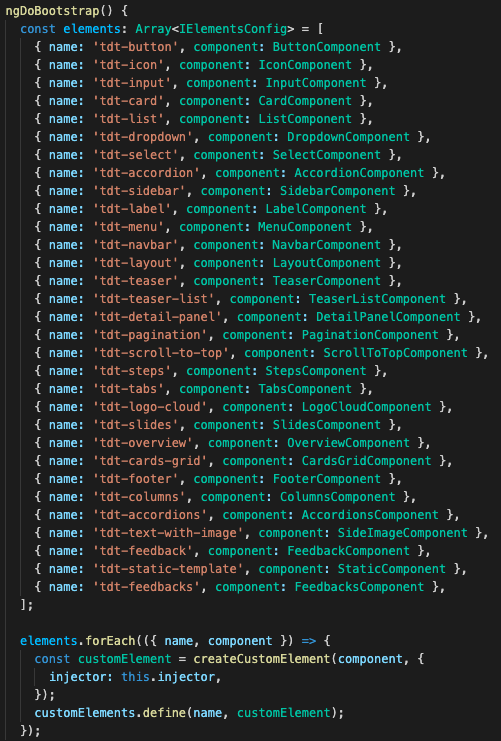 ngDoBootstrap() {
  const elements: Array<IElementsConfig> = [
    { name: 'tdt-button', component: ButtonComponent },
    { name: 'tdt-icon', component: IconComponent },
    { name: 'tdt-input', component: InputComponent },
    { name: 'tdt-card', component: CardComponent },
    { name: 'tdt-list', component: ListComponent },
    { name: 'tdt-dropdown', component: DropdownComponent },
    { name: 'tdt-select', component: SelectComponent },
    { name: 'tdt-accordion', component: AccordionComponent },
    { name: 'tdt-sidebar', component: SidebarComponent },
    { name: 'tdt-label', component: LabelComponent },
    { name: 'tdt-menu', component: MenuComponent },
    { name: 'tdt-navbar', component: NavbarComponent },
    { name: 'tdt-layout', component: LayoutComponent },
    { name: 'tdt-teaser', component: TeaserComponent },
    { name: 'tdt-teaser-list', component: TeaserListComponent },
    { name: 'tdt-detail-panel', component: DetailPanelComponent },
    { name: 'tdt-pagination', component: PaginationComponent },
    { name: 'tdt-scroll-to-top', component: ScrollToTopComponent },
    { name: 'tdt-steps', component: StepsComponent },
    { name: 'tdt-tabs', component: TabsComponent },
    { name: 'tdt-logo-cloud', component: LogoCloudComponent },
    { name: 'tdt-slides', component: SlidesComponent },
    { name: 'tdt-overview', component: OverviewComponent },
    { name: 'tdt-cards-grid', component: CardsGridComponent },
    { name: 'tdt-footer', component: FooterComponent },
    { name: 'tdt-columns', component: ColumnsComponent },
    { name: 'tdt-accordions', component: AccordionsComponent },
    { name: 'tdt-text-with-image', component: SideImageComponent },
    { name: 'tdt-feedback', component: FeedbackComponent },
    { name: 'tdt-static-template', component: StaticComponent },
    { name: 'tdt-feedbacks', component: FeedbacksComponent },
  ];

  elements.forEach(({ name, component }) => {
    const customElement = createCustomElement(component, {
      injector: this.injector,
    });
    customElements.define(name, customElement);
  });